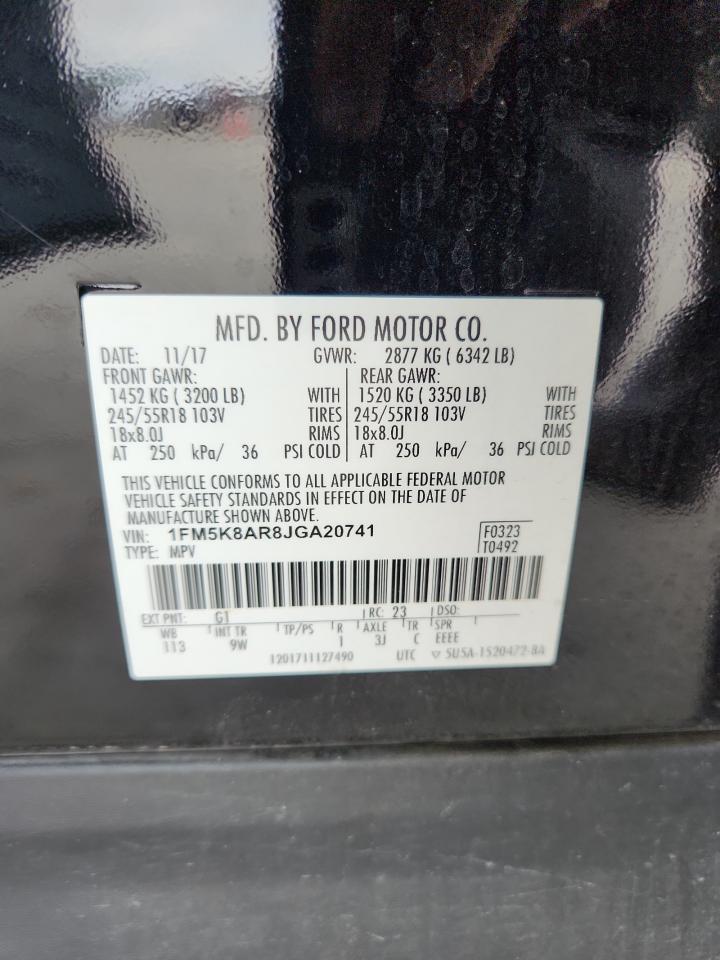 MFD. BY FORD MOTOR CO.
DATE: 11/17 GVWR: 2877 KG ( 6342 LB)
FRONT GAWR: REAR GAWR:
1452 KG ( 3200 LB) WITH 1520 KG ( 3350 LB) WITH
245/55R18 103V TIRES 245/55R18 103V TIRES
18x8.0J RIMS 18x8.0J RIMS
AT 250 kPa/ 36 PSI COLD AT 250 kPa/ 36 PSI COLD
THIS VEHICLE CONFORMS TO ALL APPLICABLE FEDERAL MOTOR
VEHICLE SAFETY STANDARDS IN EFFECT ON THE DATE OF
MANUFACTURE SHOWN ABOVE.
VIN: 1FM5K8AR8JGA20741 F0323
TYPE: MPV T0492
EXT PNT: G1 RC: 23 DSO:
WB INT TR TP/PS R AXLE TR SPR
113 9W 1 3J C EEEE
1201711127490 UTC ▽ 5U5A-1520472-BA